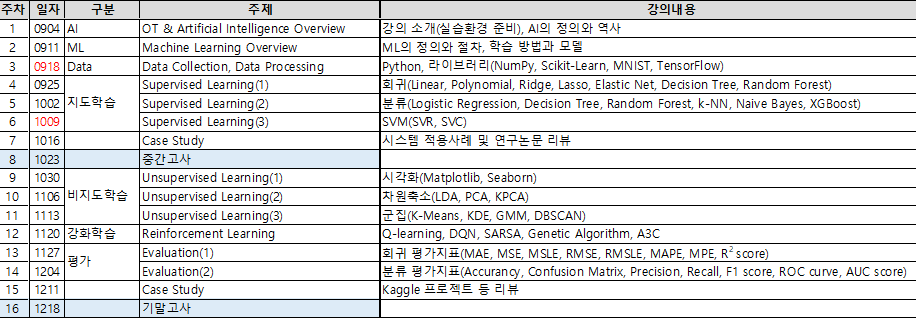 주차 일자 구분 주제 강의내용
1 0904 AI OT & Artificial Intelligence Overview 강의 소개(실습환경 준비), AI의 정의와 역사
2 0911 ML Machine Learning Overview ML의 정의와 절차, 학습 방법과 모델
3 0918 Data Data Collection, Data Processing Python, 라이브러리(NumPy, Scikit-Learn, MNIST, TensorFlow)
4 0925 지도학습 Supervised Learning(1) 회귀(Linear, Polynomial, Ridge, Lasso, Elastic Net, Decision Tree, Random Forest)
5 1002 Supervised Learning(2) 분류(Logistic Regression, Decision Tree, Random Forest, k-NN, Naive Bayes, XGBoost)
6 1009 Supervised Learning(3) SVM(SVR, SVC)
7 1016 Case Study 시스템 적용사례 및 연구논문 리뷰
8 1023 중간고사
9 1030 비지도학습 Unsupervised Learning(1) 시각화(Matplotlib, Seaborn)
10 1106 Unsupervised Learning(2) 차원축소(LDA, PCA, KPCA)
11 1113 Unsupervised Learning(3) 군집(K-Means, KDE, GMM, DBSCAN)
12 1120 강화학습 Reinforcement Learning Q-learning, DQN, SARSA, Genetic Algorithm, A3C
13 1127 평가 Evaluation(1) 회귀 평가지표(MAE, MSE, MSLE, RMSE, RMSLE, MAPE, MPE, R² score)
14 1204 Evaluation(2) 분류 평가지표(Accurancy, Confusion Matrix, Precision, Recall, F1 score, ROC curve, AUC score)
15 1211 Case Study Kaggle 프로젝트 등 리뷰
16 1218 기말고사